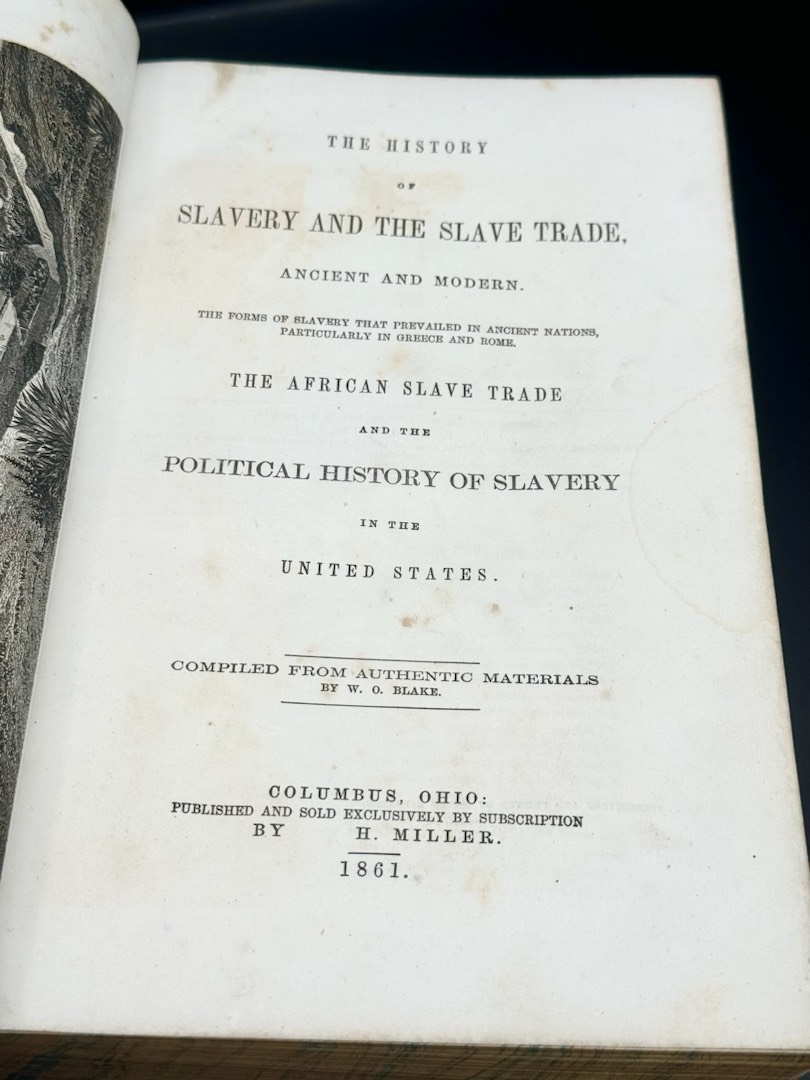 THE HISTORY
OF
SLAVERY AND THE SLAVE TRADE,
ANCIENT AND MODERN.
THE FORMS OF SLAVERY THAT PREVAILED IN ANCIENT NATIONS,
PARTICULARLY IN GREECE AND ROME.
THE AFRICAN SLAVE TRADE
AND THE
POLITICAL HISTORY OF SLAVERY
IN THE
UNITED STATES.
COMPILED FROM AUTHENTIC MATERIALS
BY W. O. BLAKE.
COLUMBUS, OHIO:
PUBLISHED AND SOLD EXCLUSIVELY BY SUBSCRIPTION
BY H. MILLER.
1861.